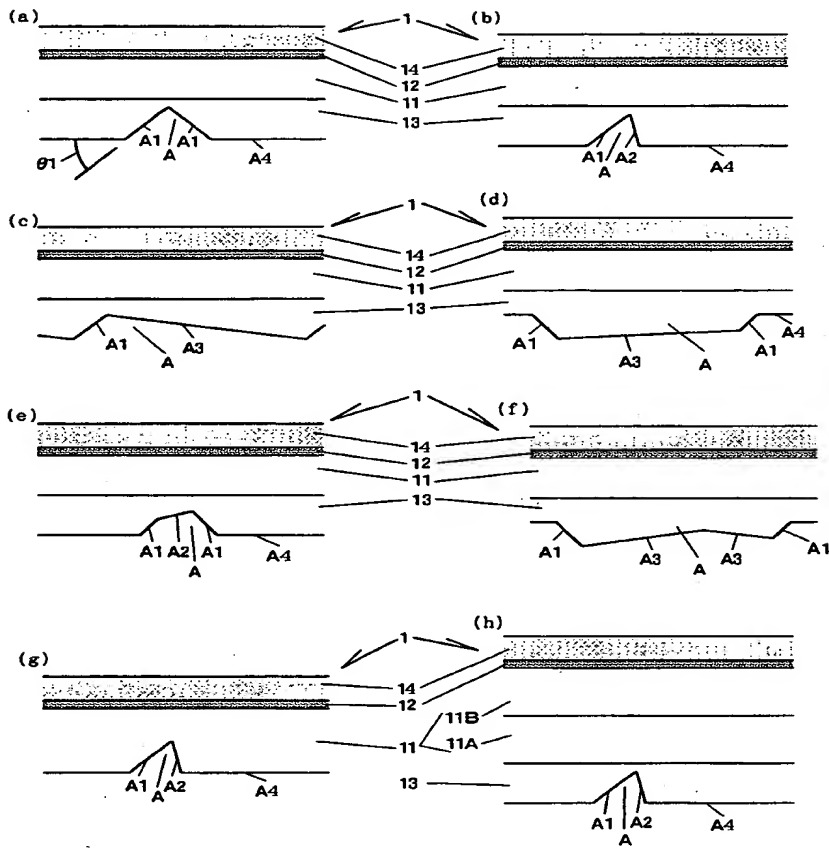 (a) 1 (b)
14
12
11
13
θ1 A1 A A1 A4 A1 A A2 A4
(c) 1 (d)
14
12
11
13
A1 A A3 A1 A3 A A1 A4
(e) 1 (f)
14
12
11
13
A1 A2 A1 A A4 A1 A3 A A3 A1
(g) 1 (h)
14
12
11B
11 11A
13
A1 A A2 A4 A1 A A2 A4